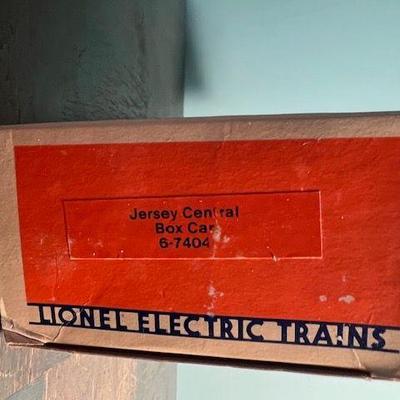 Jersey Central
Box Car
6-7404
LIONEL ELECTRIC TRAINS